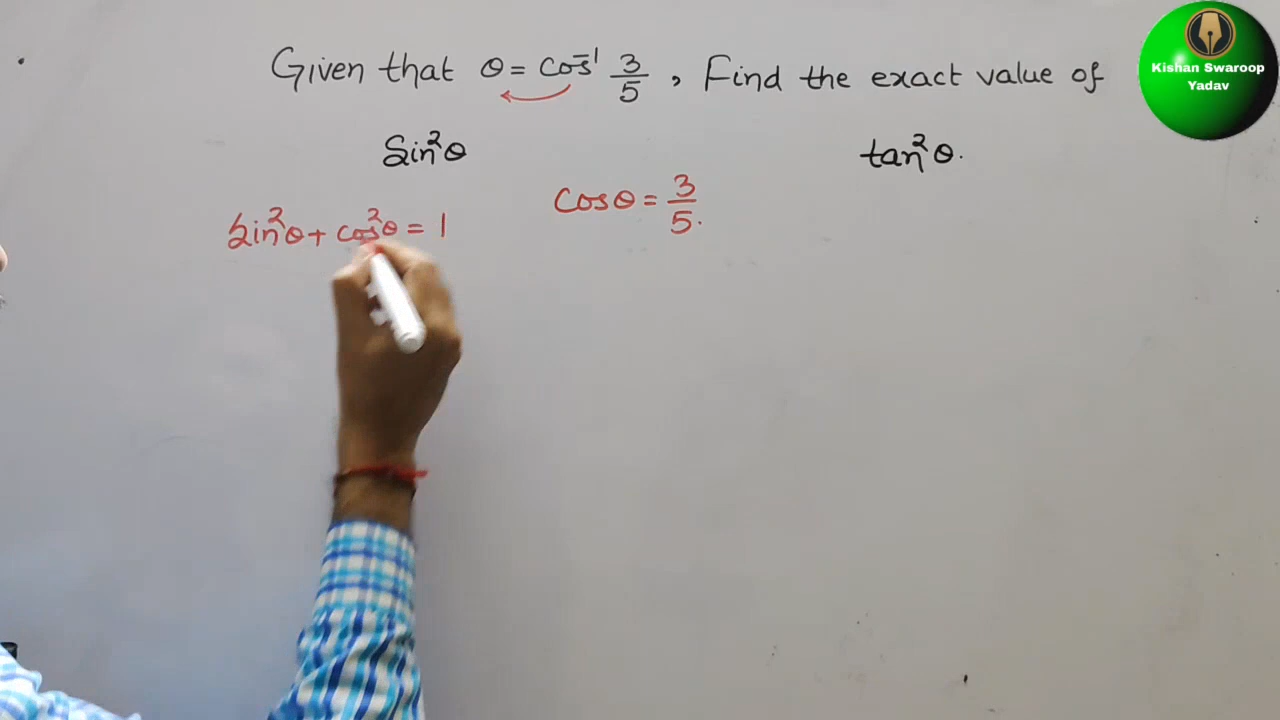 Given that θ = cos⁻¹ 3/5 , Find the exact value of
Sin²θ tan²θ.
Cosθ = 3/5.
Sin²θ + cos²θ = 1
Kishan Swaroop
Yadav